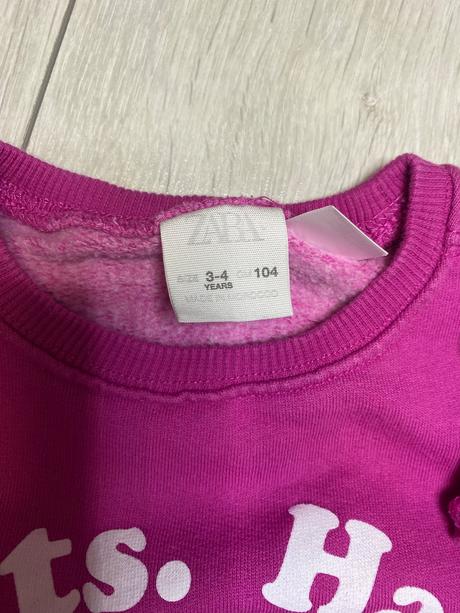 ZARA
SIZE 3-4 CM 104
YEARS
MADE IN MOROCCO
ts. Ha